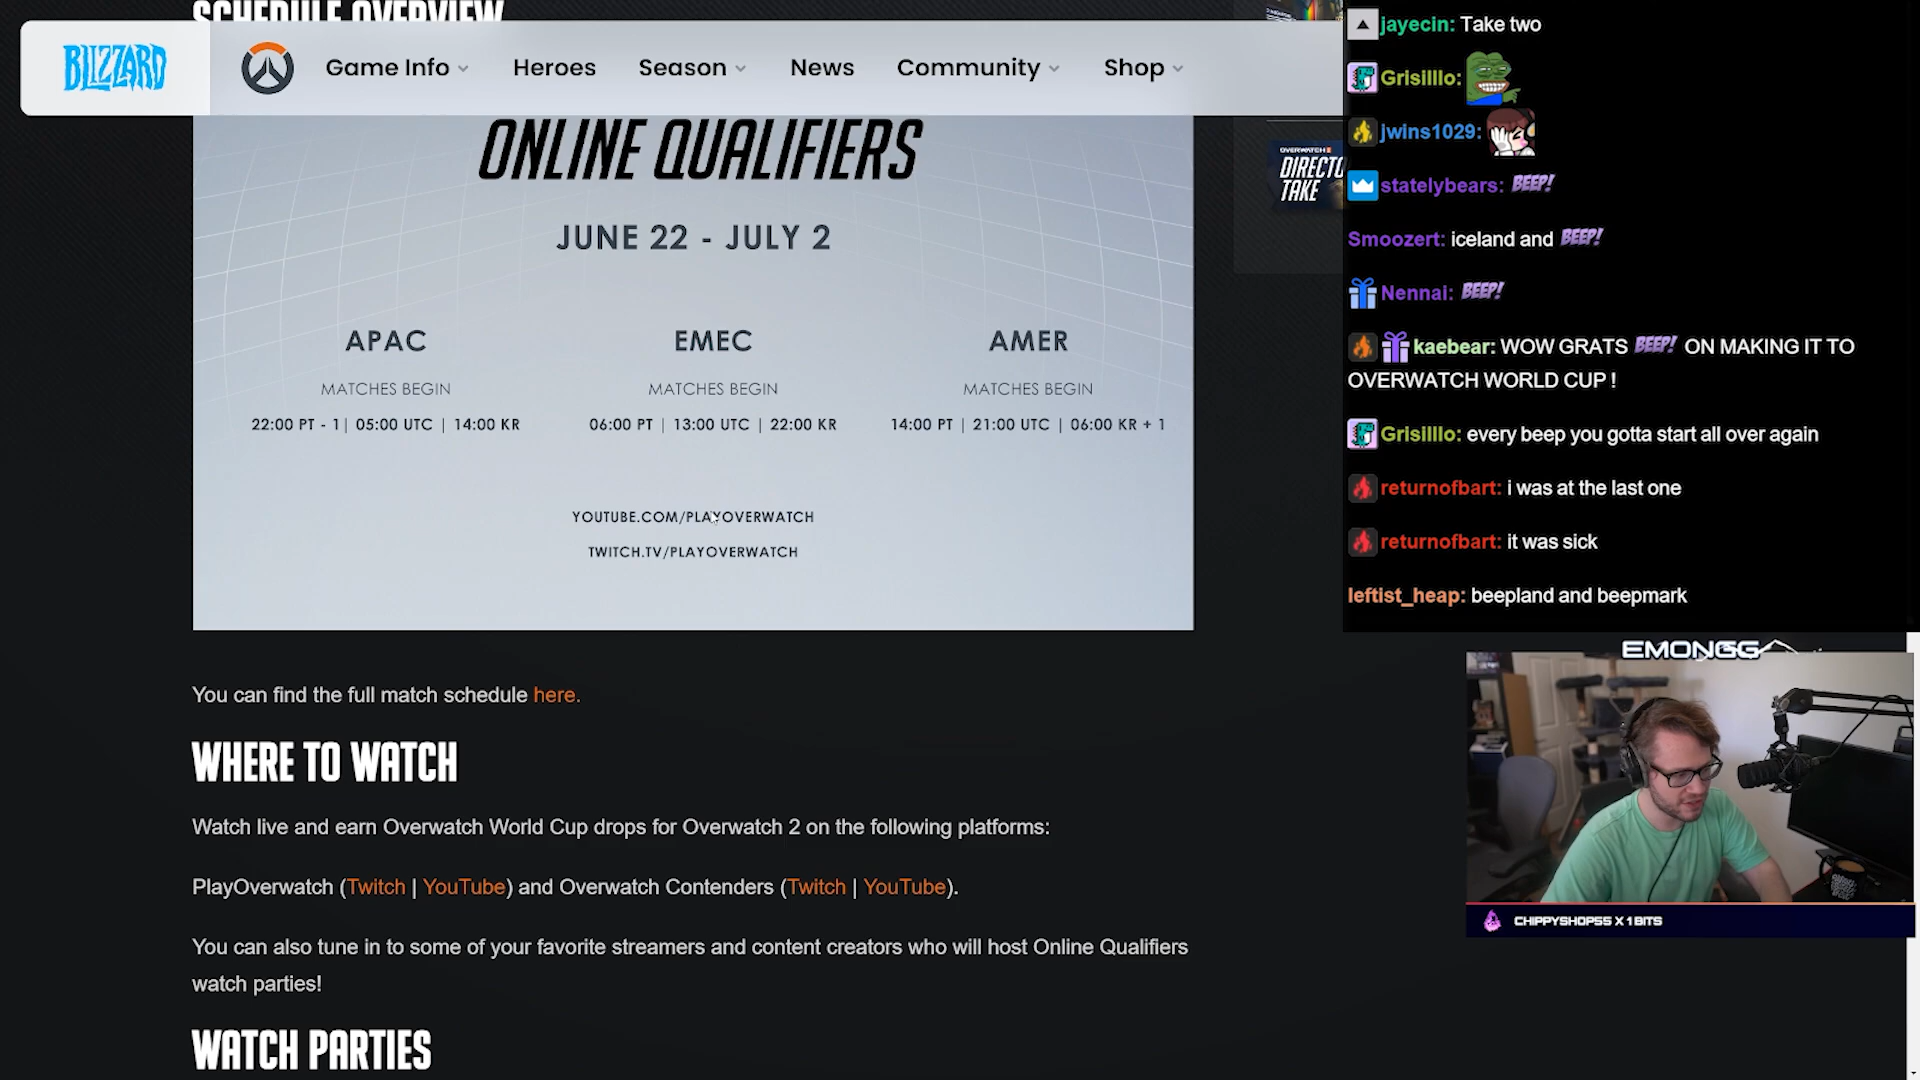 SCHEDULE OVERVIEW
BLIZZARD
Game Info
Heroes
Season
News
Community
Shop
ONLINE QUALIFIERS
JUNE 22 - JULY 2
APAC
MATCHES BEGIN
22:00 PT - 1| 05:00 UTC | 14:00 KR
EMEC
MATCHES BEGIN
06:00 PT | 13:00 UTC | 22:00 KR
AMER
MATCHES BEGIN
14:00 PT | 21:00 UTC | 06:00 KR + 1
YOUTUBE.COM/PLAYOVERWATCH
TWITCH.TV/PLAYOVERWATCH
OVERWATCH 2
DIRECTO
TAKE
You can find the full match schedule here.
WHERE TO WATCH
Watch live and earn Overwatch World Cup drops for Overwatch 2 on the following platforms:
PlayOverwatch (Twitch | YouTube) and Overwatch Contenders (Twitch | YouTube).
You can also tune in to some of your favorite streamers and content creators who will host Online Qualifiers
watch parties!
WATCH PARTIES
jayecin: Take two
Grisilllo:
jwins1029:
statelybears: BEEP!
Smoozert: iceland and BEEP!
Nennai: BEEP!
kaebear: WOW GRATS BEEP! ON MAKING IT TO
OVERWATCH WORLD CUP !
Grisilllo: every beep you gotta start all over again
returnofbart: i was at the last one
returnofbart: it was sick
leftist_heap: beepland and beepmark
EMONGG
CHIPPYSHOP55 X 1 BITS